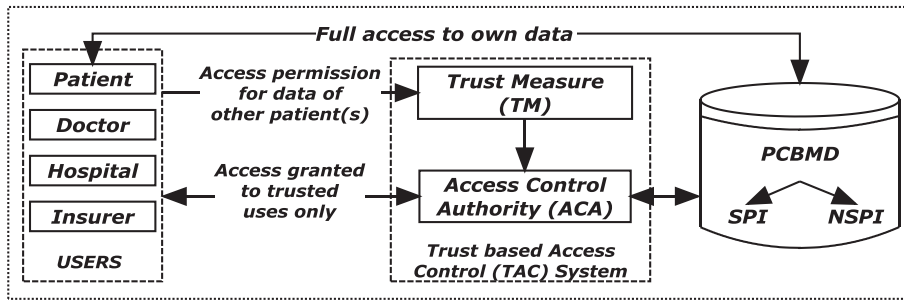 Full access to own data
Patient
Doctor
Hospital
Insurer
USERS
Access permission
for data of
other patient(s)
Access granted
to trusted
uses only
Trust Measure
(TM)
Access Control
Authority (ACA)
Trust based Access
Control (TAC) System
PCBMD
SPI
NSPI